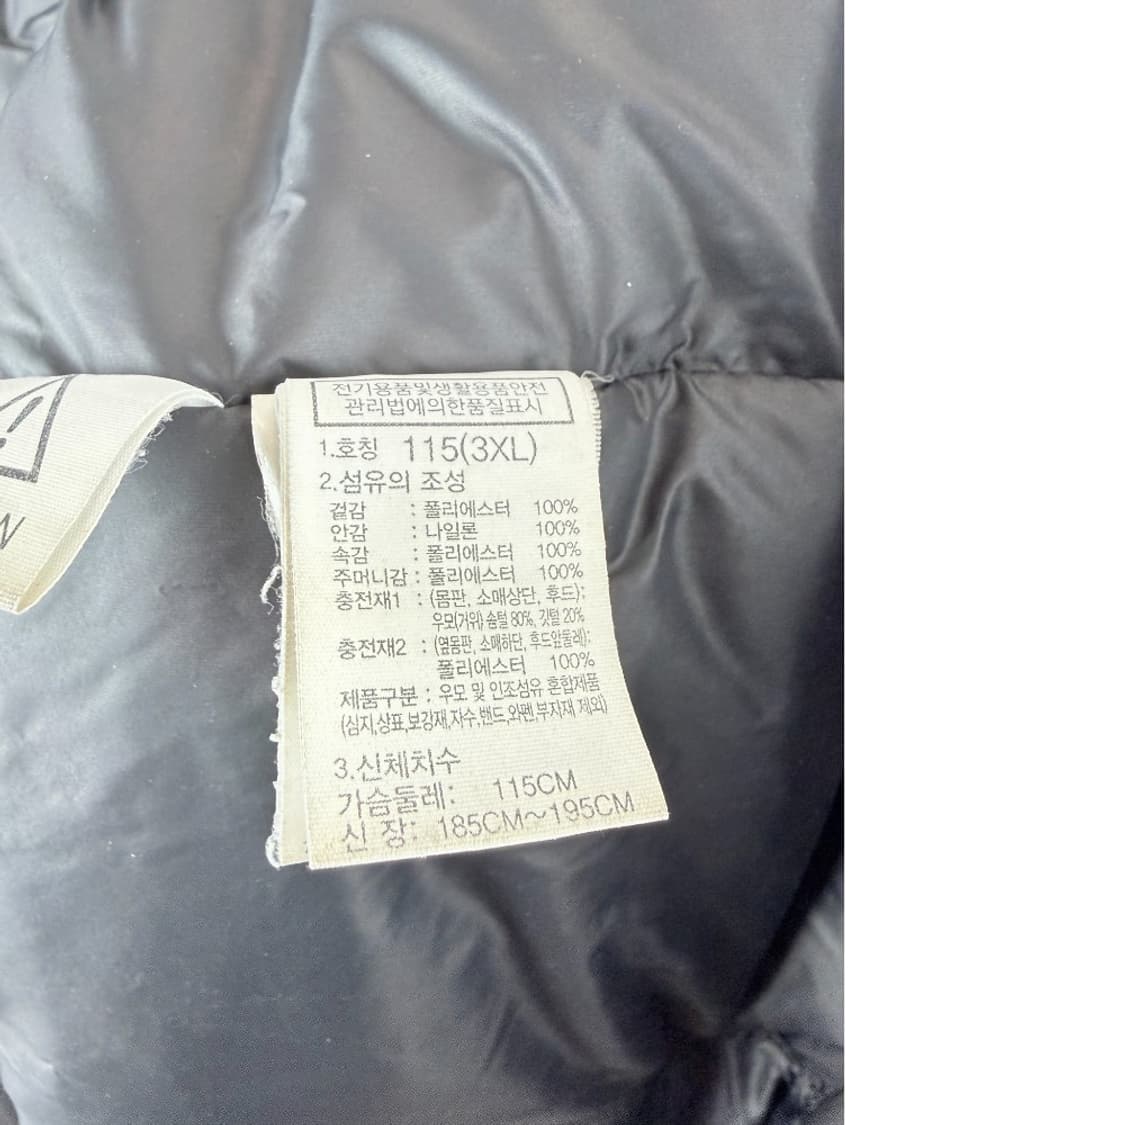 전기용품및생활용품안전
관리법에의한품질표시
1.호칭 115(3XL)
2.섬유의 조성
겉감 : 폴리에스터 100%
안감 : 나일론 100%
속감 : 폴리에스터 100%
주머니감 : 폴리에스터 100%
충전재1 : (몸판, 소매상단, 후드):
우모(거위) 솜털 80%, 깃털 20%
충전재2 : (옆몸판, 소매하단, 후드앞둘레):
폴리에스터 100%
제품구분 : 우모 및 인조섬유 혼합제품
(심지,상표,보강재,자수,밴드,와펜,부자재 제외)
3.신체치수
가슴둘레: 115CM
신 장: 185CM~195CM